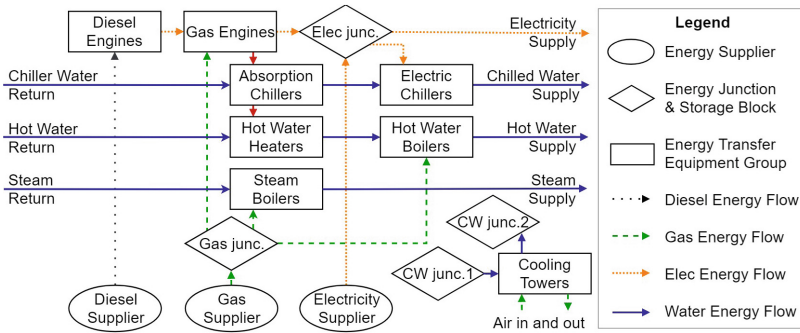 Diesel
Engines
Gas Engines
Elec junc.
Electricity
Supply
Chiller Water
Return
Absorption
Chillers
Electric
Chillers
Chilled Water
Supply
Hot Water
Return
Hot Water
Heaters
Hot Water
Boilers
Hot Water
Supply
Steam
Return
Steam
Boilers
Steam
Supply
Gas junc.
CW junc.2
CW junc.1
Cooling
Towers
Diesel
Supplier
Gas
Supplier
Electricity
Supplier
Air in and out
Legend
Energy Supplier
Energy Junction
& Storage Block
Energy Transfer
Equipment Group
Diesel Energy Flow
Gas Energy Flow
Elec Energy Flow
Water Energy Flow